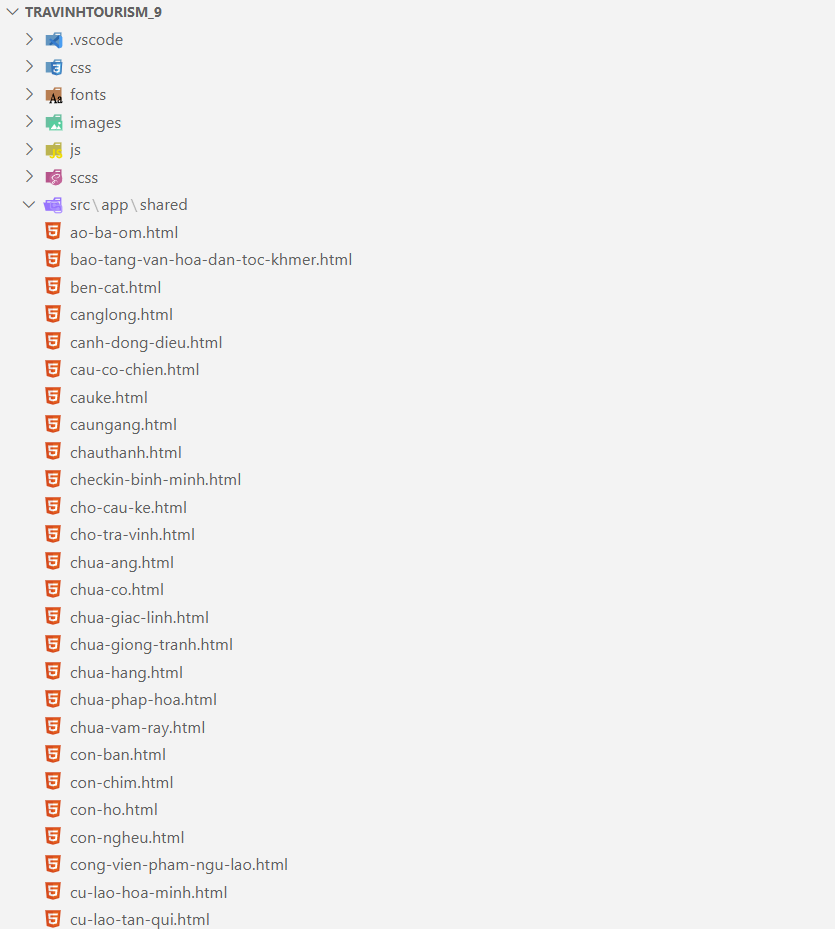 TRAVINHTOURISM_9
.vscode
css
fonts
images
js
scss
src\app\shared
ao-ba-om.html
bao-tang-van-hoa-dan-toc-khmer.html
ben-cat.html
canglong.html
canh-dong-dieu.html
cau-co-chien.html
cauke.html
caungang.html
chauthanh.html
checkin-binh-minh.html
cho-cau-ke.html
cho-tra-vinh.html
chua-ang.html
chua-co.html
chua-giac-linh.html
chua-giong-tranh.html
chua-hang.html
chua-phap-hoa.html
chua-vam-ray.html
con-ban.html
con-chim.html
con-ho.html
con-ngheu.html
cong-vien-pham-ngu-lao.html
cu-lao-hoa-minh.html
cu-lao-tan-qui.html